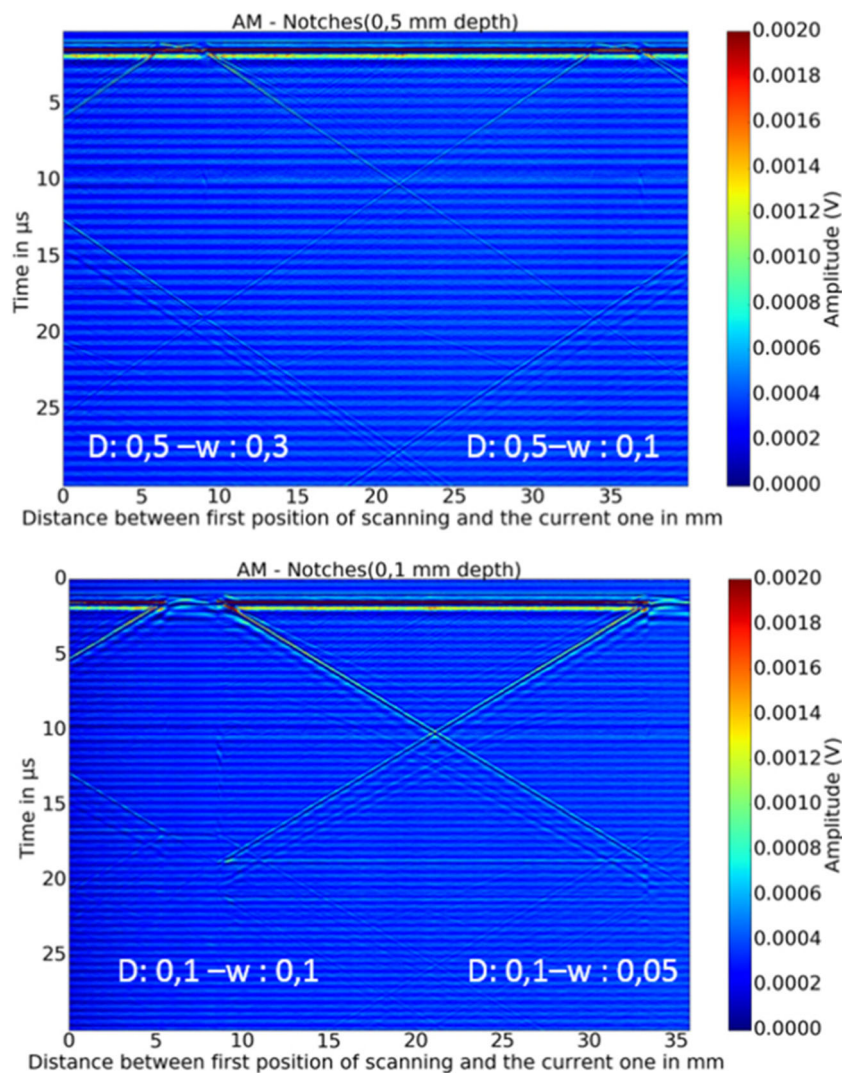 AM - Notches(0,5 mm depth)
0.0020
0.0018
0.0016
0.0014
0.0012
0.0010
0.0008
0.0006
0.0004
0.0002
0.0000
Amplitude (V)
5
10
15
20
25
Time in µs
D: 0,5 –w : 0,3
D: 0,5–w : 0,1
0 5 10 15 20 25 30 35
Distance between first position of scanning and the current one in mm
AM - Notches(0,1 mm depth)
0.0020
0.0018
0.0016
0.0014
0.0012
0.0010
0.0008
0.0006
0.0004
0.0002
0.0000
Amplitude (V)
0
5
10
15
20
25
Time in µs
D: 0,1 –w : 0,1
D: 0,1–w : 0,05
0 5 10 15 20 25 30 35
Distance between first position of scanning and the current one in mm